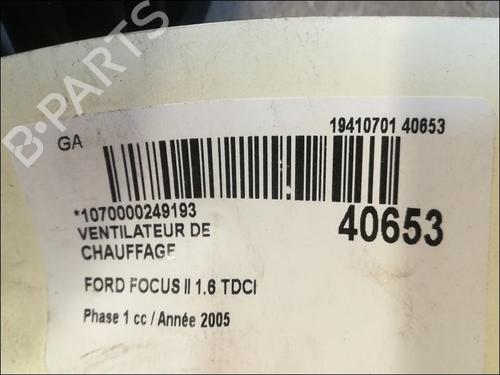 B-PARTS
19410701 40653
GA
*1070000249193
40653
VENTILATEUR DE
CHAUFFAGE
FORD FOCUS II 1.6 TDCI
Phase 1 cc / Année 2005